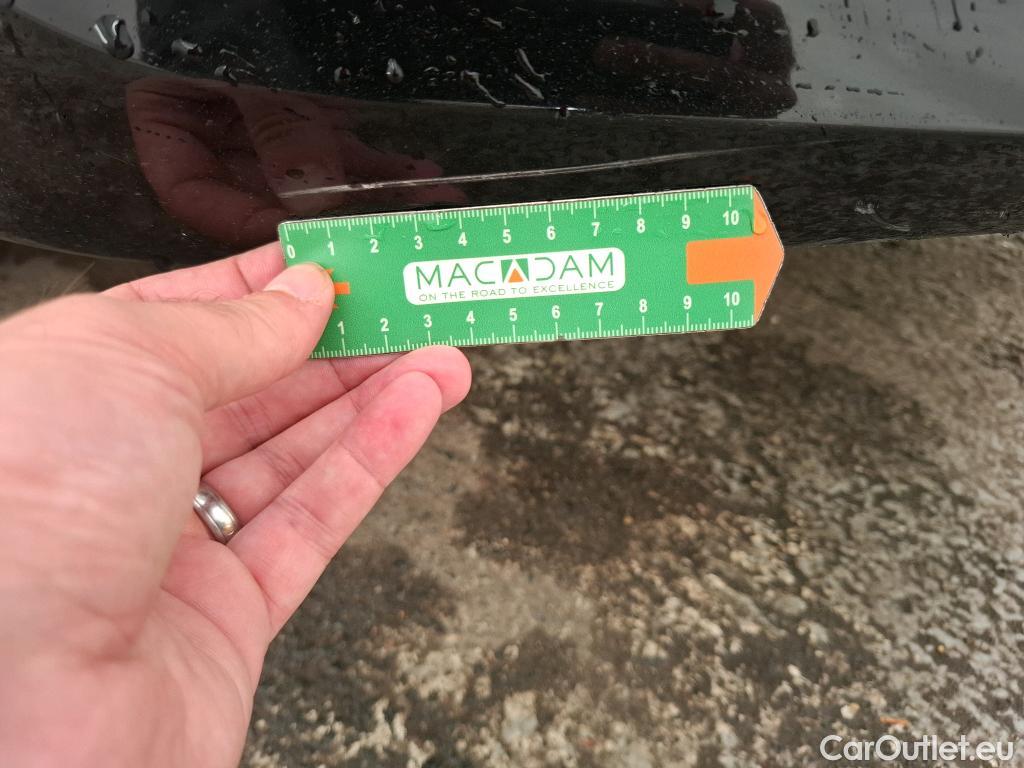 0 1 2 3 4 5 6 7 8 9 10
MACADAM
ON THE ROAD TO EXCELLENCE
1 2 3 4 5 6 7 8 9 10
CarOutlet.eu